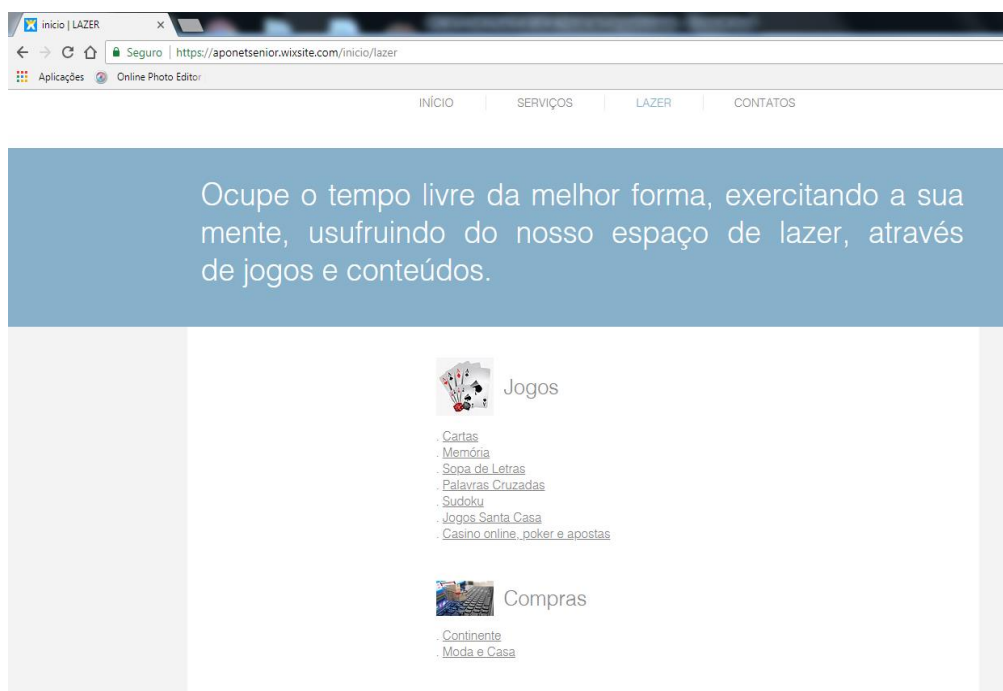 inicio | LAZER
Seguro | https://aponetsenior.wixsite.com/inicio/lazer
Aplicações Online Photo Editor
INÍCIO SERVIÇOS LAZER CONTATOS
Ocupe o tempo livre da melhor forma, exercitando a sua
mente, usufruindo do nosso espaço de lazer, através
de jogos e conteúdos.
Jogos
. Cartas
. Memória
. Sopa de Letras
. Palavras Cruzadas
. Sudoku
. Jogos Santa Casa
. Casino online, poker e apostas
Compras
. Continente
. Moda e Casa